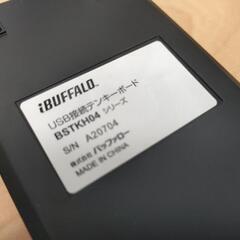 iBUFFALO
USB接続テンキーボード
BSTKH04 シリーズ
S/N A20704
株式会社 バッファロー
MADE IN CHINA